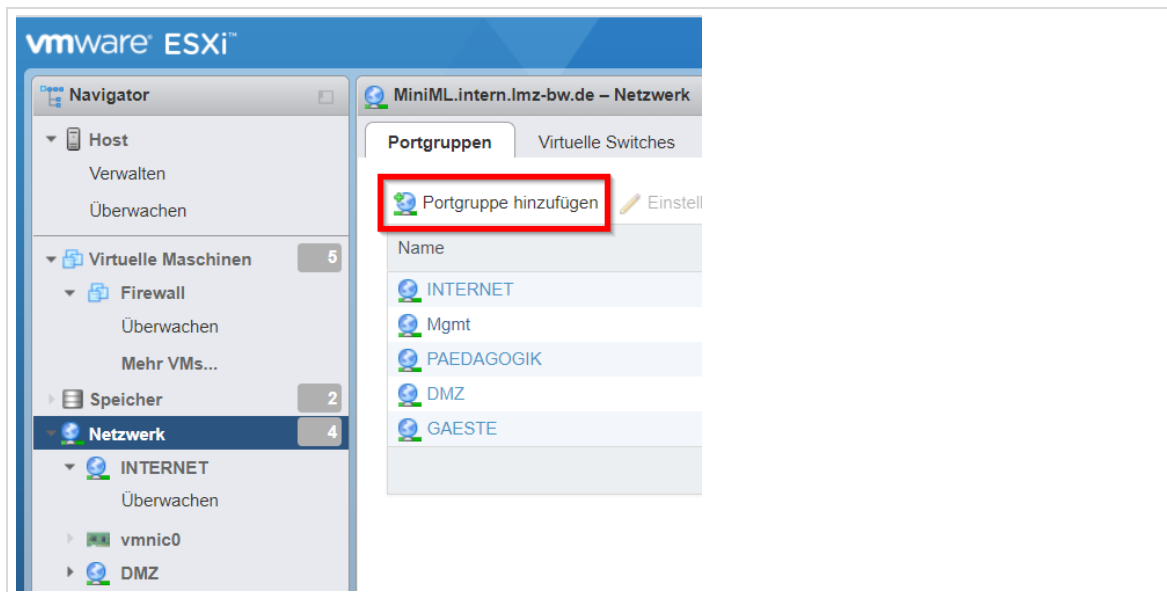 vmware ESXi™
Navigator
Host
Verwalten
Überwachen
Virtuelle Maschinen 5
Firewall
Überwachen
Mehr VMs...
Speicher 2
Netzwerk 4
INTERNET
Überwachen
vmnic0
DMZ
MiniML.intern.lmz-bw.de – Netzwerk
Portgruppen Virtuelle Switches
Portgruppe hinzufügen Einstell
Name
INTERNET
Mgmt
PAEDAGOGIK
DMZ
GAESTE